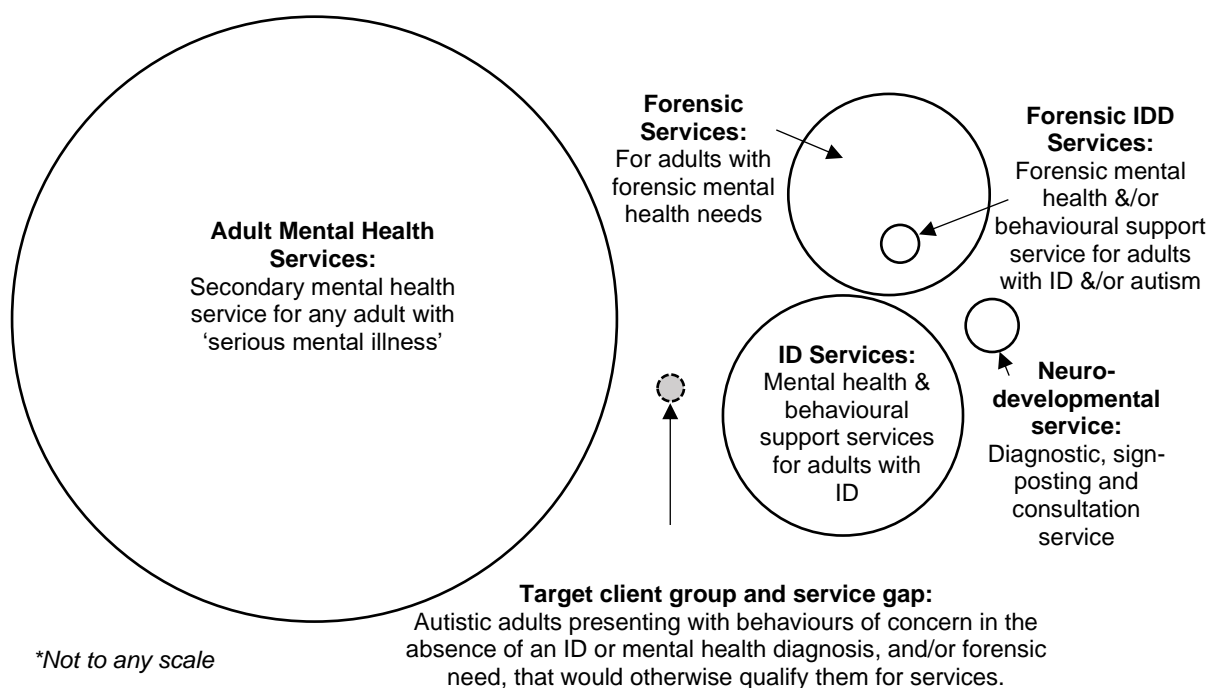 Adult Mental Health
Services:
Secondary mental health
service for any adult with
‘serious mental illness’
Forensic
Services:
For adults with
forensic mental
health needs
Forensic IDD
Services:
Forensic mental
health &/or
behavioural support
service for adults
with ID &/or autism
ID Services:
Mental health &
behavioural
support services
for adults with
ID
Neuro-
developmental
service:
Diagnostic, sign-
posting and
consultation
service
Target client group and service gap:
Autistic adults presenting with behaviours of concern in the
absence of an ID or mental health diagnosis, and/or forensic
need, that would otherwise qualify them for services.
*Not to any scale